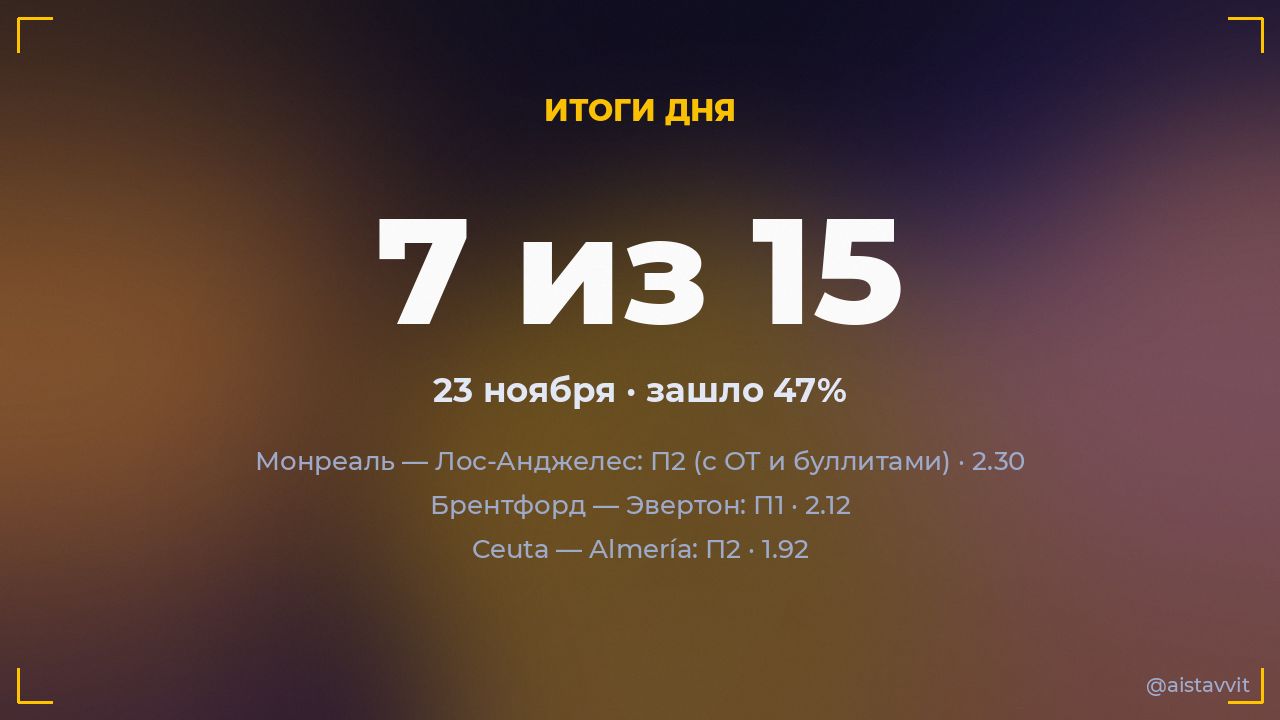 ИТОГИ ДНЯ
7 из 15
23 ноября · зашло 47%
Монреаль — Лос-Анджелес: П2 (с ОТ и буллитами) · 2.30
Брентфорд — Эвертон: П1 · 2.12
Ceuta — Almería: П2 · 1.92
@aistavvit